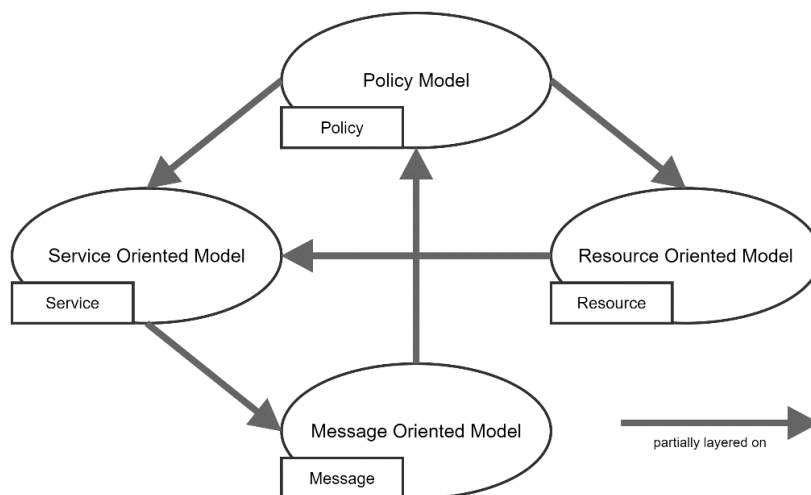 Policy Model
Policy
Service Oriented Model
Service
Resource Oriented Model
Resource
Message Oriented Model
Message
partially layered on